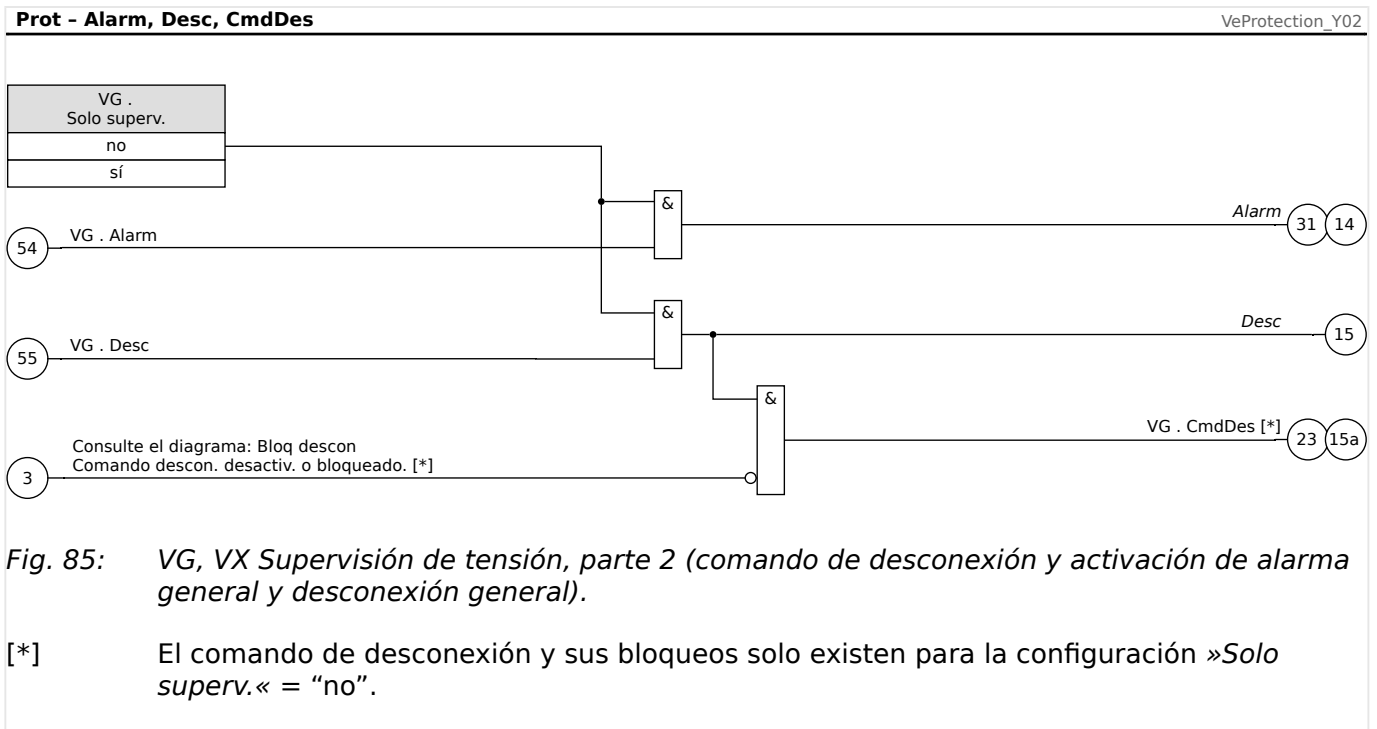 Prot – Alarm, Desc, CmdDes
VeProtection_Y02
VG .
Solo superv.
no
sí
&
Alarm
31
14
54
VG . Alarm
&
Desc
15
55
VG . Desc
&
VG . CmdDes [*]
23
15a
Consulte el diagrama: Bloq descon
Comando descon. desactiv. o bloqueado. [*]
3
Fig. 85: VG, VX Supervisión de tensión, parte 2 (comando de desconexión y activación de alarma
general y desconexión general).
[*] El comando de desconexión y sus bloqueos solo existen para la configuración »Solo
superv.« = “no”.